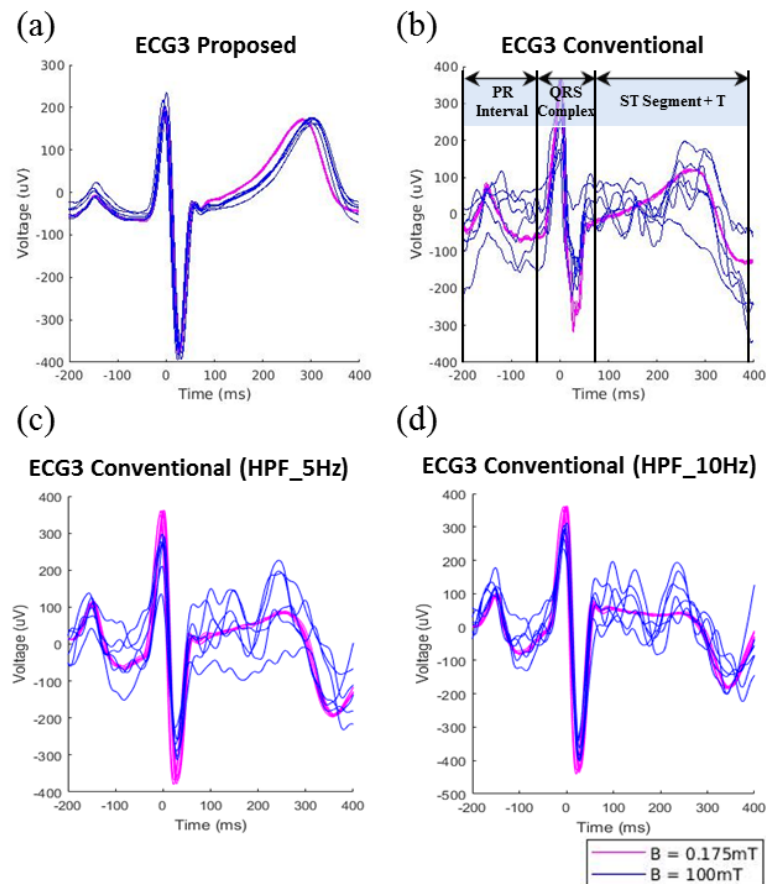 (a)
ECG3 Proposed
300
200
100
0
-100
-200
-300
-400
Voltage (uV)
-200
-100
0
100
200
300
400
Time (ms)
(b)
ECG3 Conventional
PR
Interval
QRS
Complex
ST Segment + T
400
300
200
100
0
-100
-200
-300
-400
Voltage (uV)
-200
-100
0
100
200
300
400
Time (ms)
(c)
ECG3 Conventional (HPF_5Hz)
400
300
200
100
0
-100
-200
-300
-400
Voltage (uV)
-200
-100
0
100
200
300
400
Time (ms)
(d)
ECG3 Conventional (HPF_10Hz)
400
300
200
100
0
-100
-200
-300
-400
-500
Voltage (uV)
-200
-100
0
100
200
300
400
Time (ms)
B = 0.175mT
B = 100mT